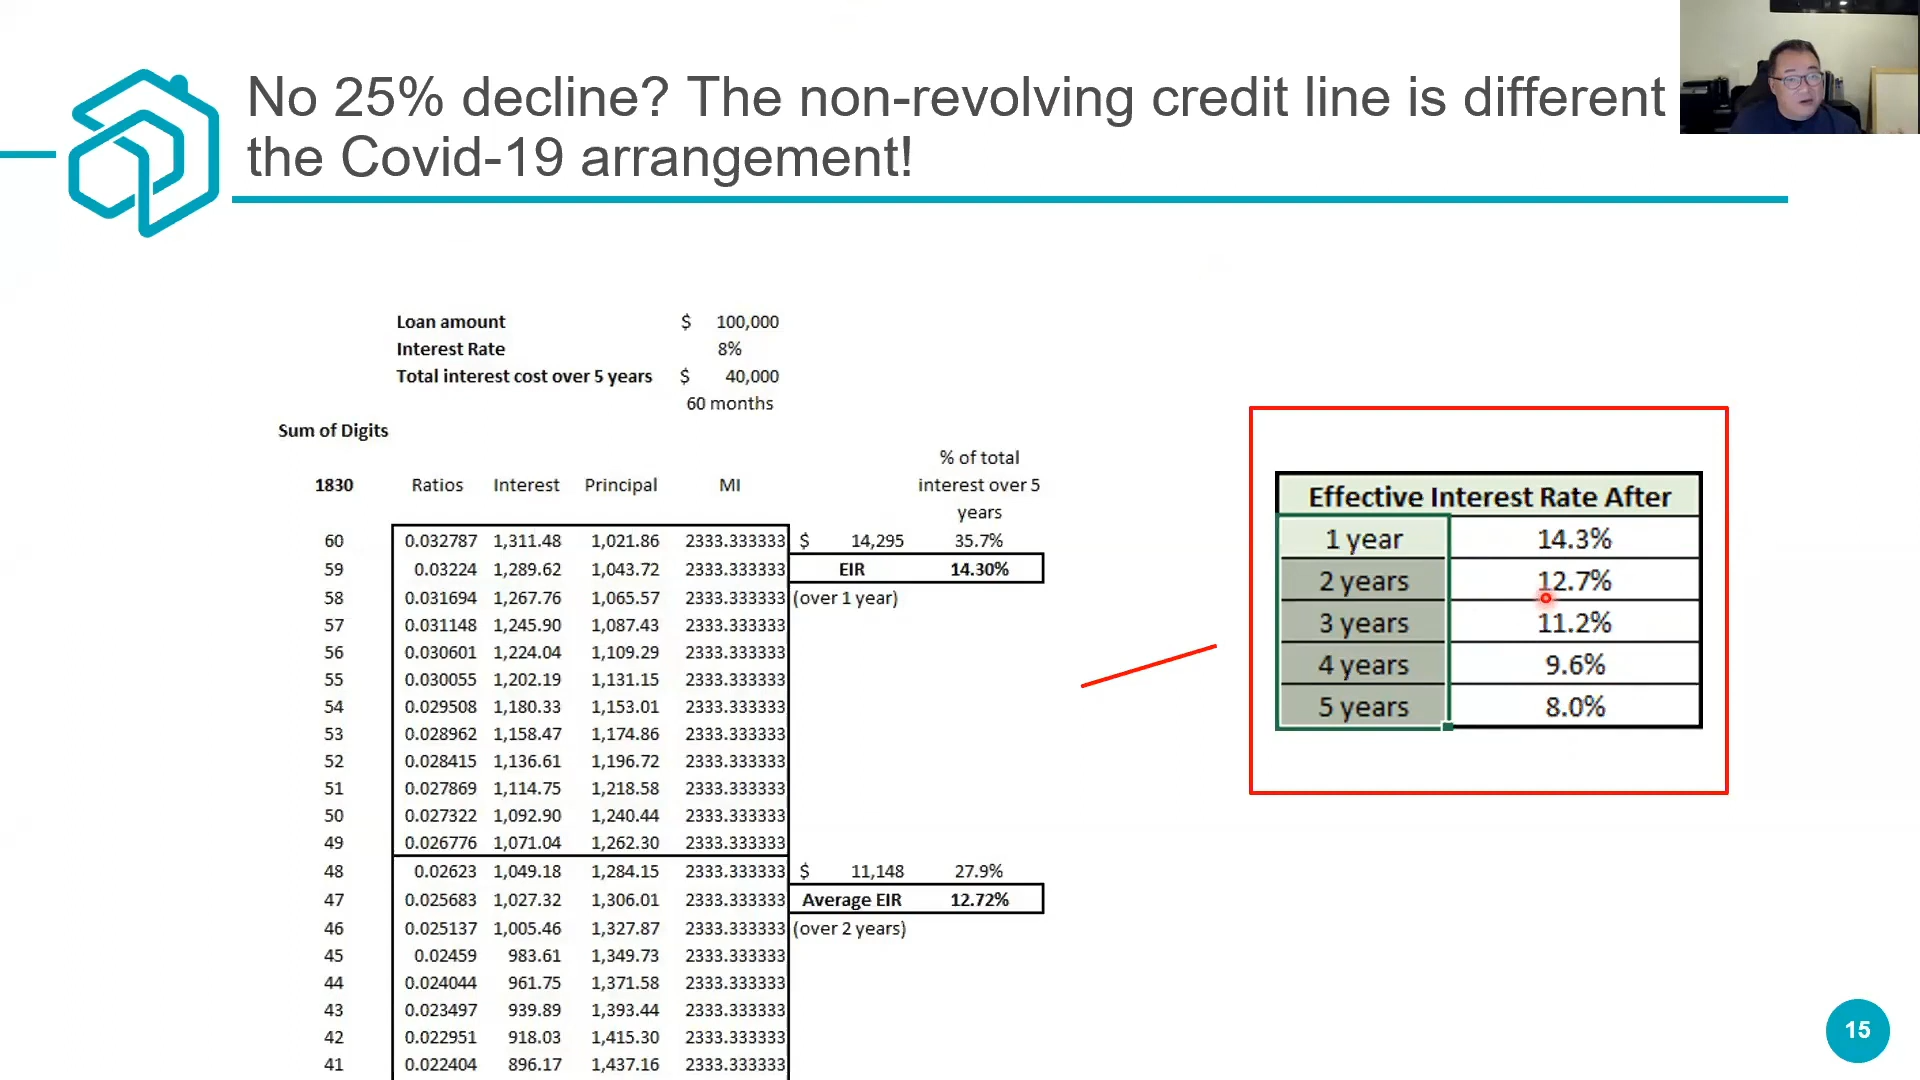 No 25% decline? The non-revolving credit line is different
the Covid-19 arrangement!
Loan amount $ 100,000
Interest Rate 8%
Total interest cost over 5 years $ 40,000
60 months
Sum of Digits
% of total
1830 Ratios Interest Principal MI interest over 5
years
60 0.032787 1,311.48 1,021.86 2333.333333 $ 14,295 35.7%
59 0.03224 1,289.62 1,043.72 2333.333333 EIR 14.30%
58 0.031694 1,267.76 1,065.57 2333.333333 (over 1 year)
57 0.031148 1,245.90 1,087.43 2333.333333
56 0.030601 1,224.04 1,109.29 2333.333333
55 0.030055 1,202.19 1,131.15 2333.333333
54 0.029508 1,180.33 1,153.01 2333.333333
53 0.028962 1,158.47 1,174.86 2333.333333
52 0.028415 1,136.61 1,196.72 2333.333333
51 0.027869 1,114.75 1,218.58 2333.333333
50 0.027322 1,092.90 1,240.44 2333.333333
49 0.026776 1,071.04 1,262.30 2333.333333
48 0.02623 1,049.18 1,284.15 2333.333333 $ 11,148 27.9%
47 0.025683 1,027.32 1,306.01 2333.333333 Average EIR 12.72%
46 0.025137 1,005.46 1,327.87 2333.333333 (over 2 years)
45 0.02459 983.61 1,349.73 2333.333333
44 0.024044 961.75 1,371.58 2333.333333
43 0.023497 939.89 1,393.44 2333.333333
42 0.022951 918.03 1,415.30 2333.333333
41 0.022404 896.17 1,437.16 2333.333333
Effective Interest Rate After
1 year 14.3%
2 years 12.7%
3 years 11.2%
4 years 9.6%
5 years 8.0%
15